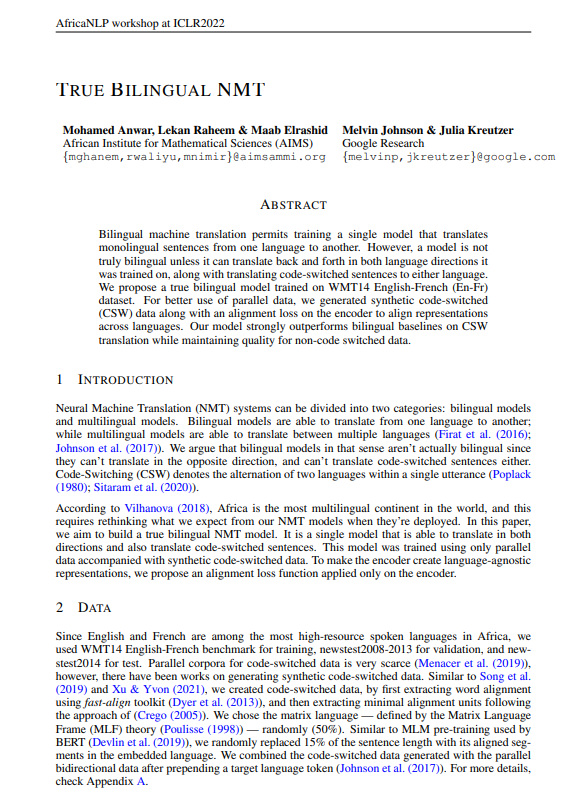 AfricaNLP workshop at ICLR2022
TRUE BILINGUAL NMT
Mohamed Anwar, Lekan Raheem & Maab Elrashid
African Institute for Mathematical Sciences (AIMS)
{mghanem,rwaliyu,mnimir}@aimsammi.org
Melvin Johnson & Julia Kreutzer
Google Research
{melvinp,jkreutzer}@google.com
ABSTRACT
Bilingual machine translation permits training a single model that translates
monolingual sentences from one language to another. However, a model is not
truly bilingual unless it can translate back and forth in both language directions it
was trained on, along with translating code-switched sentences to either language.
We propose a true bilingual model trained on WMT14 English-French (En-Fr)
dataset. For better use of parallel data, we generated synthetic code-switched
(CSW) data along with an alignment loss on the encoder to align representations
across languages. Our model strongly outperforms bilingual baselines on CSW
translation while maintaining quality for non-code switched data.
1 INTRODUCTION
Neural Machine Translation (NMT) systems can be divided into two categories: bilingual models
and multilingual models. Bilingual models are able to translate from one language to another;
while multilingual models are able to translate between multiple languages (Firat et al. (2016);
Johnson et al. (2017)). We argue that bilingual models in that sense aren't actually bilingual since
they can't translate in the opposite direction, and can't translate code-switched sentences either.
Code-Switching (CSW) denotes the alternation of two languages within a single utterance (Poplack
(1980); Sitaram et al. (2020)).
According to Vilhanova (2018), Africa is the most multilingual continent in the world, and this
requires rethinking what we expect from our NMT models when they're deployed. In this paper,
we aim to build a true bilingual NMT model. It is a single model that is able to translate in both
directions and also translate code-switched sentences. This model was trained using only parallel
data accompanied with synthetic code-switched data. To make the encoder create language-agnostic
representations, we propose an alignment loss function applied only on the encoder.
2 DATA
Since English and French are among the most high-resource spoken languages in Africa, we
used WMT14 English-French benchmark for training, newstest2008-2013 for validation, and new-
stest2014 for test. Parallel corpora for code-switched data is very scarce (Menacer et al. (2019)),
however, there have been works on generating synthetic code-switched data. Similar to Song et al.
(2019) and Xu & Yvon (2021), we created code-switched data, by first extracting word alignment
using fast-align toolkit (Dyer et al. (2013)), and then extracting minimal alignment units following
the approach of (Crego (2005)). We chose the matrix language — defined by the Matrix Language
Frame (MLF) theory (Poulisse (1998)) — randomly (50%). Similar to MLM pre-training used by
BERT (Devlin et al. (2019)), we randomly replaced 15% of the sentence length with its aligned seg-
ments in the embedded language. We combined the code-switched data generated with the parallel
bidirectional data after prepending a target language token (Johnson et al. (2017)). For more details,
check Appendix A.